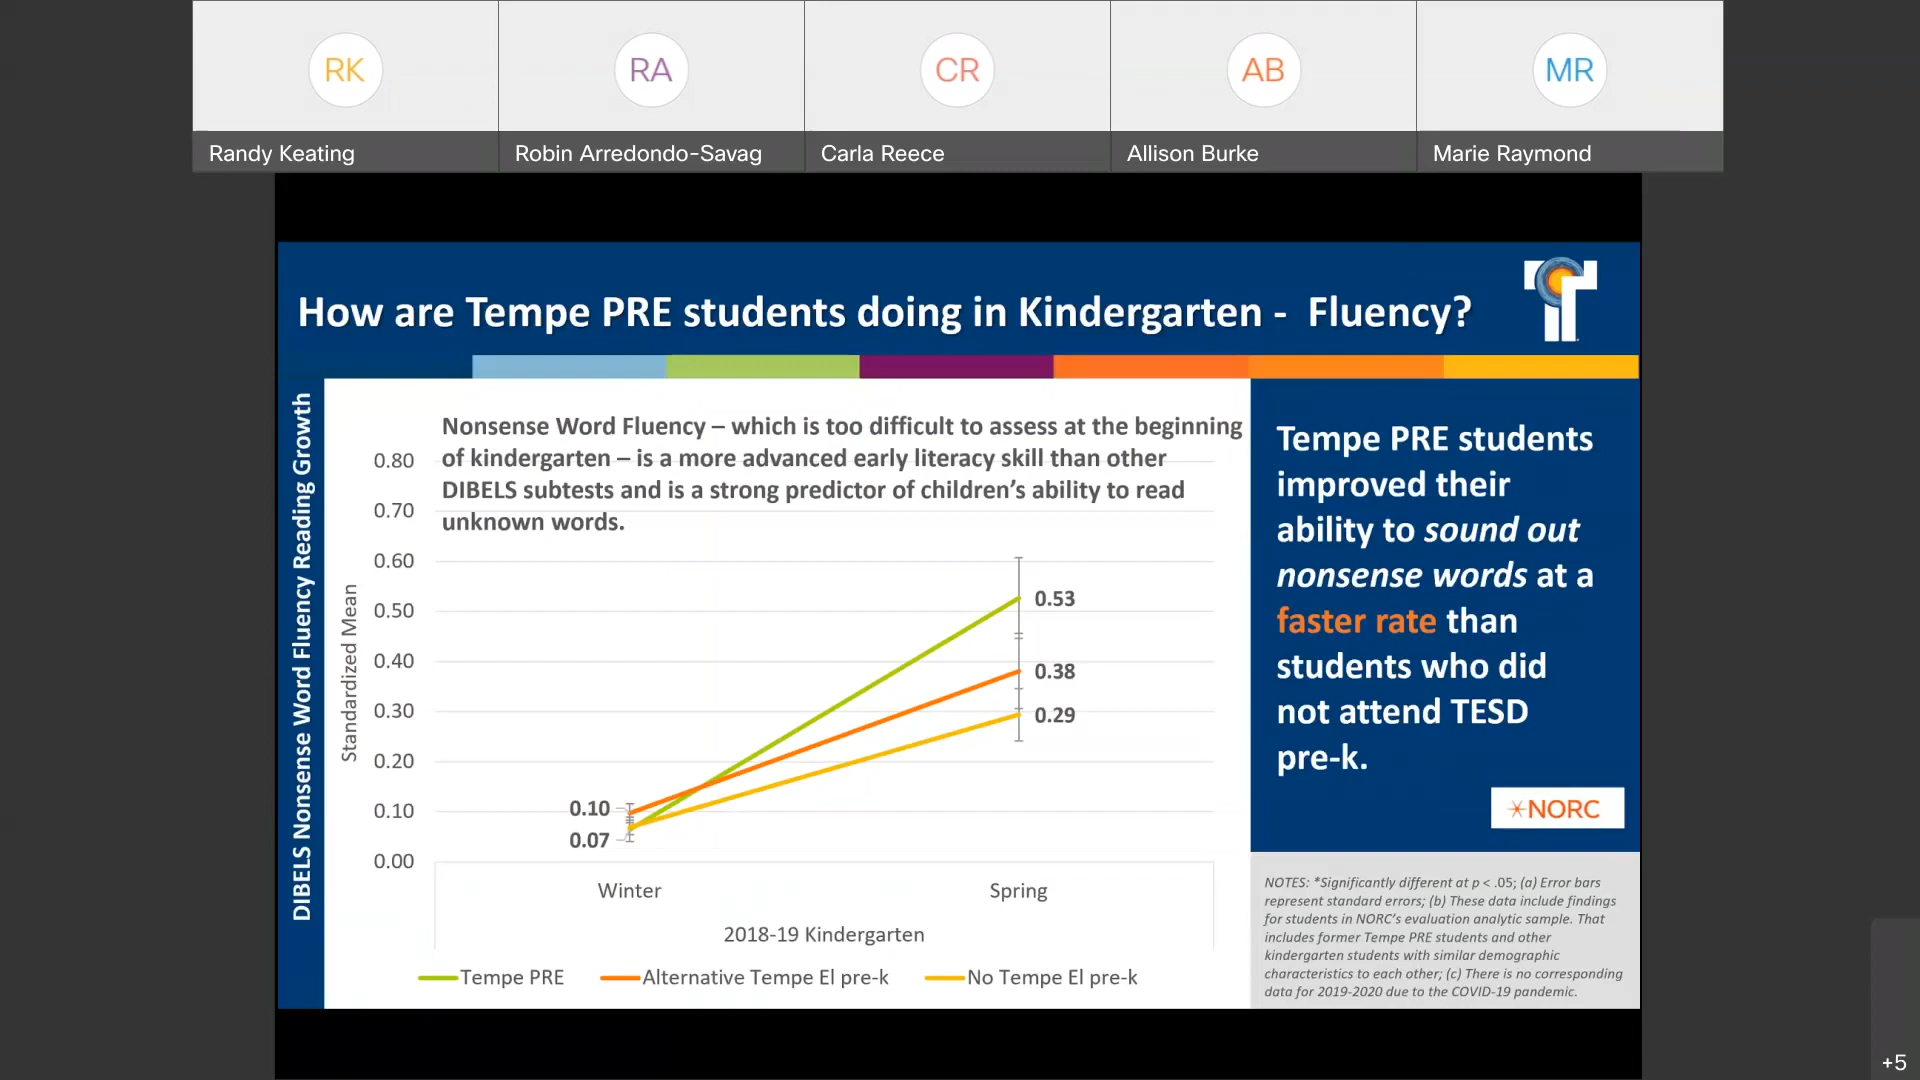 RK
RA
CR
AB
MR
Randy Keating
Robin Arredondo-Savag
Carla Reece
Allison Burke
Marie Raymond
How are Tempe PRE students doing in Kindergarten - Fluency?
DIBELS Nonsense Word Fluency Reading Growth
Nonsense Word Fluency – which is too difficult to assess at the beginning
of kindergarten – is a more advanced early literacy skill than other
DIBELS subtests and is a strong predictor of children's ability to read
unknown words.
Standardized Mean
0.80
0.70
0.60
0.50
0.40
0.30
0.20
0.10
0.00
0.53
0.38
0.29
0.10
0.07
Winter
Spring
2018-19 Kindergarten
Tempe PRE
Alternative Tempe El pre-k
No Tempe El pre-k
Tempe PRE students
improved their
ability to sound out
nonsense words at a
faster rate than
students who did
not attend TESD
pre-k.
NORC
NOTES: *Significantly different at p < .05; (a) Error bars
represent standard errors; (b) These data include findings
for students in NORC's evaluation analytic sample. That
includes former Tempe PRE students and other
kindergarten students with similar demographic
characteristics to each other; (c) There is no corresponding
data for 2019-2020 due to the COVID-19 pandemic.
+5